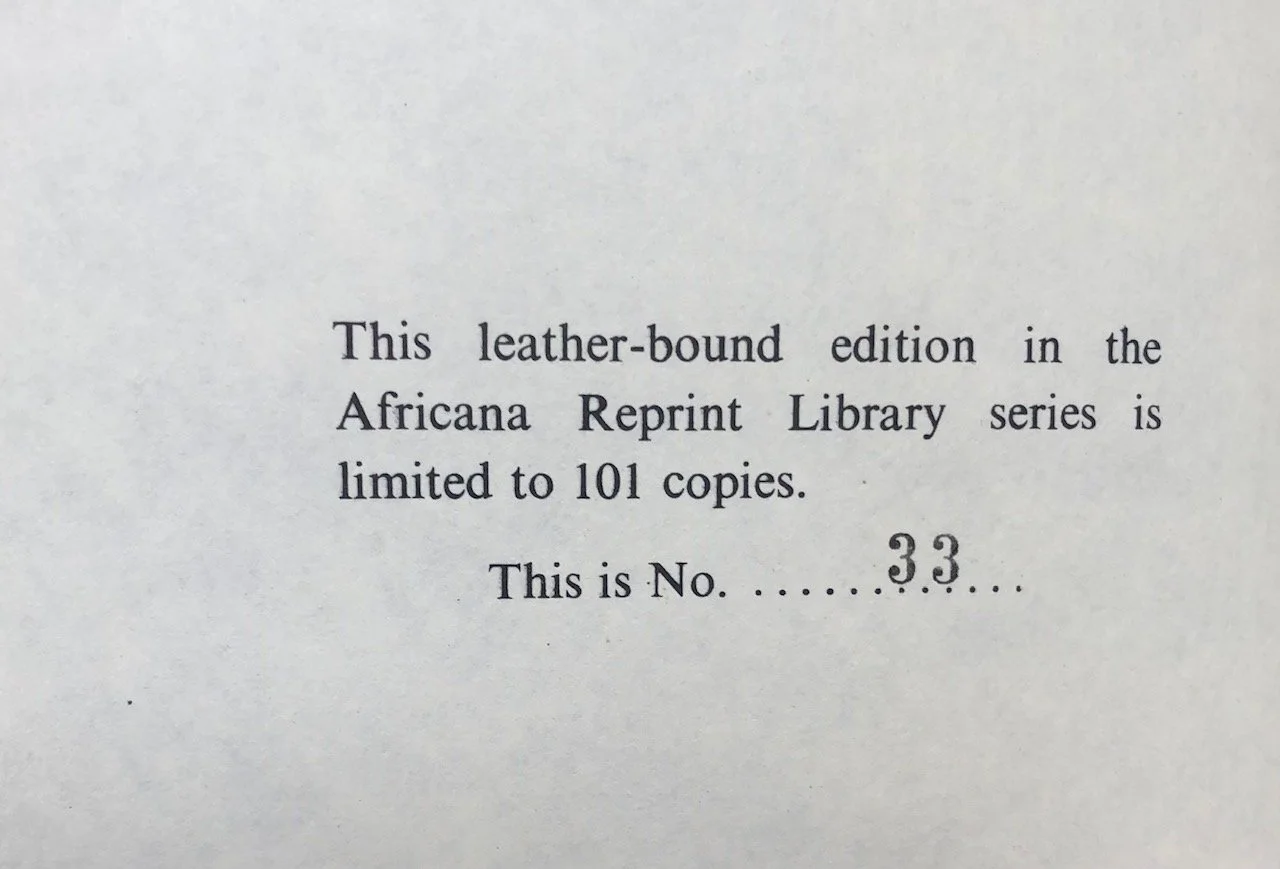 This leather-bound edition in the
Africana Reprint Library series is
limited to 101 copies.
This is No. ......33...